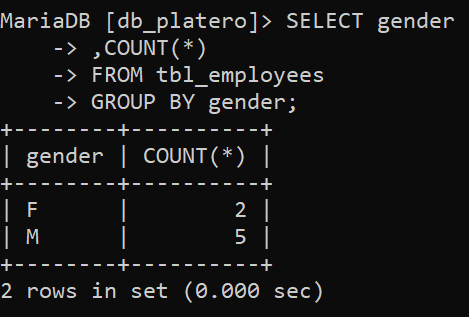 MariaDB [db_platero]> SELECT gender
    -> ,COUNT(*)
    -> FROM tbl_employees
    -> GROUP BY gender;
+--------+----------+
| gender | COUNT(*) |
+--------+----------+
| F      |        2 |
| M      |        5 |
+--------+----------+
2 rows in set (0.000 sec)